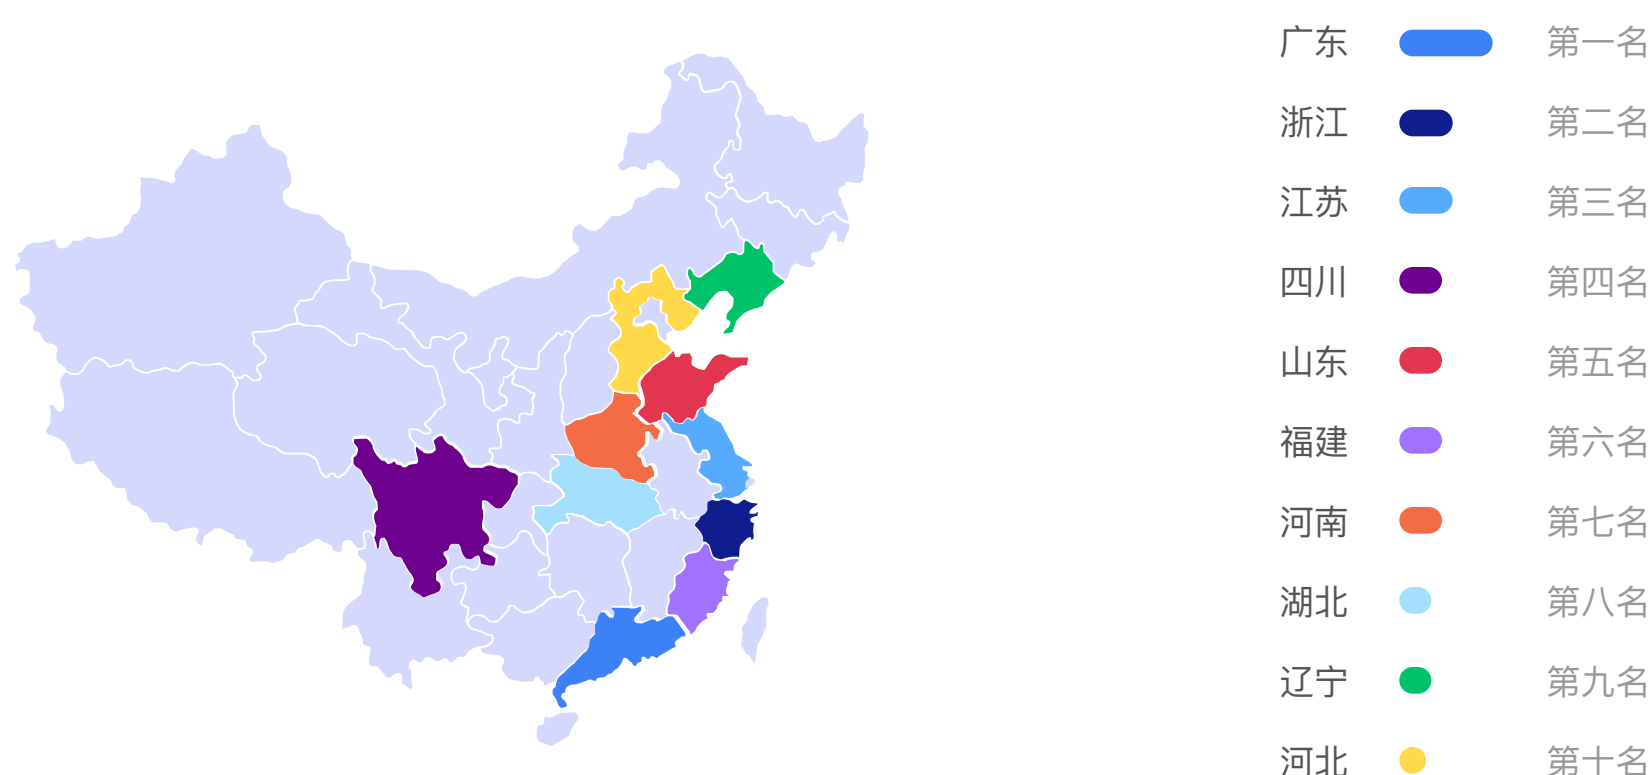 广东 第一名
浙江 第二名
江苏 第三名
四川 第四名
山东 第五名
福建 第六名
河南 第七名
湖北 第八名
辽宁 第九名
河北 第十名